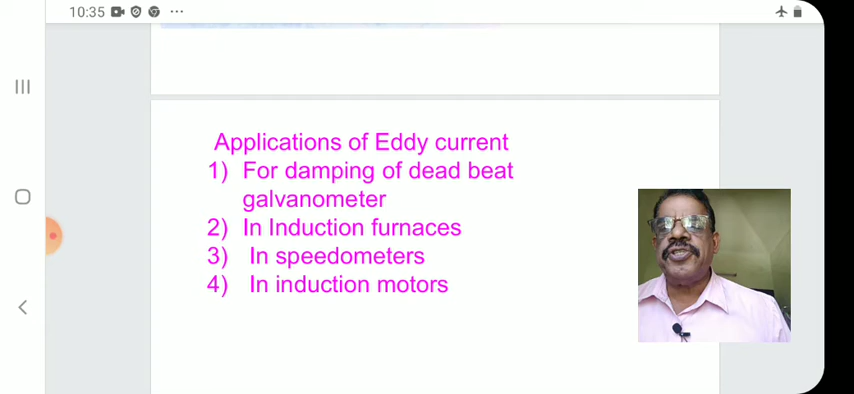 10:35
Applications of Eddy current
1) For damping of dead beat
galvanometer
2) In Induction furnaces
3) In speedometers
4) In induction motors